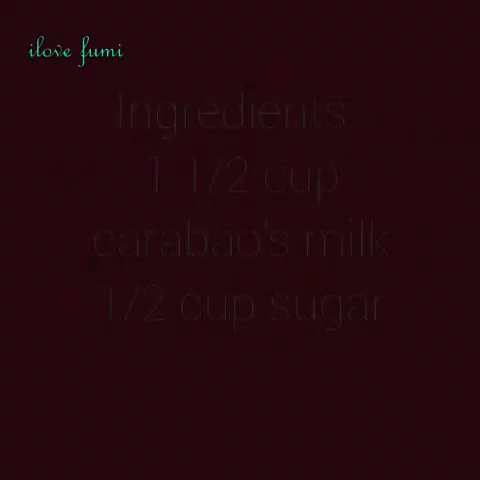 ilove fumi
Ingredients:
1 1/2 cup
carabao's milk
1/2 cup sugar